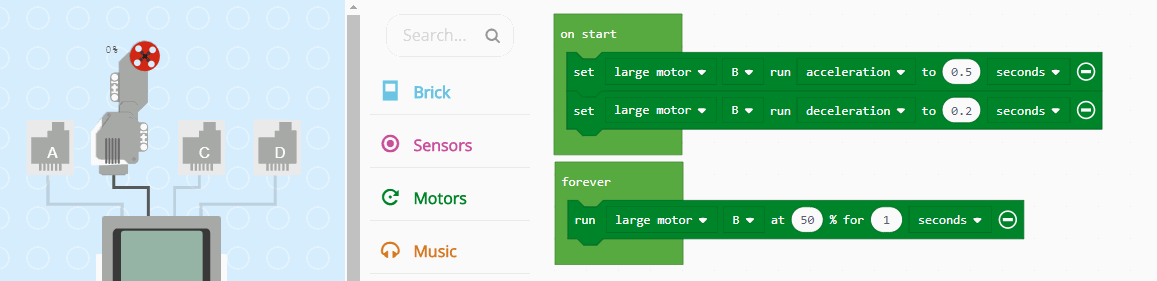 0%
A
C
D
Search...
Brick
Sensors
Motors
Music
on start
set large motor B run acceleration to 0.5 seconds
set large motor B run deceleration to 0.2 seconds
forever
run large motor B at 50 % for 1 seconds